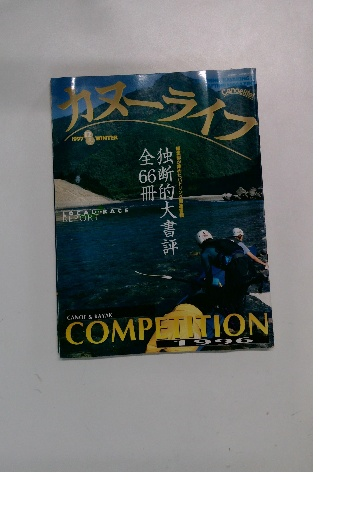 カヌーライフ
canoe life
1997 WINTER
独断的大書評
全66冊
REPORT
CANOE & KAYAK
COMPETITION
1996